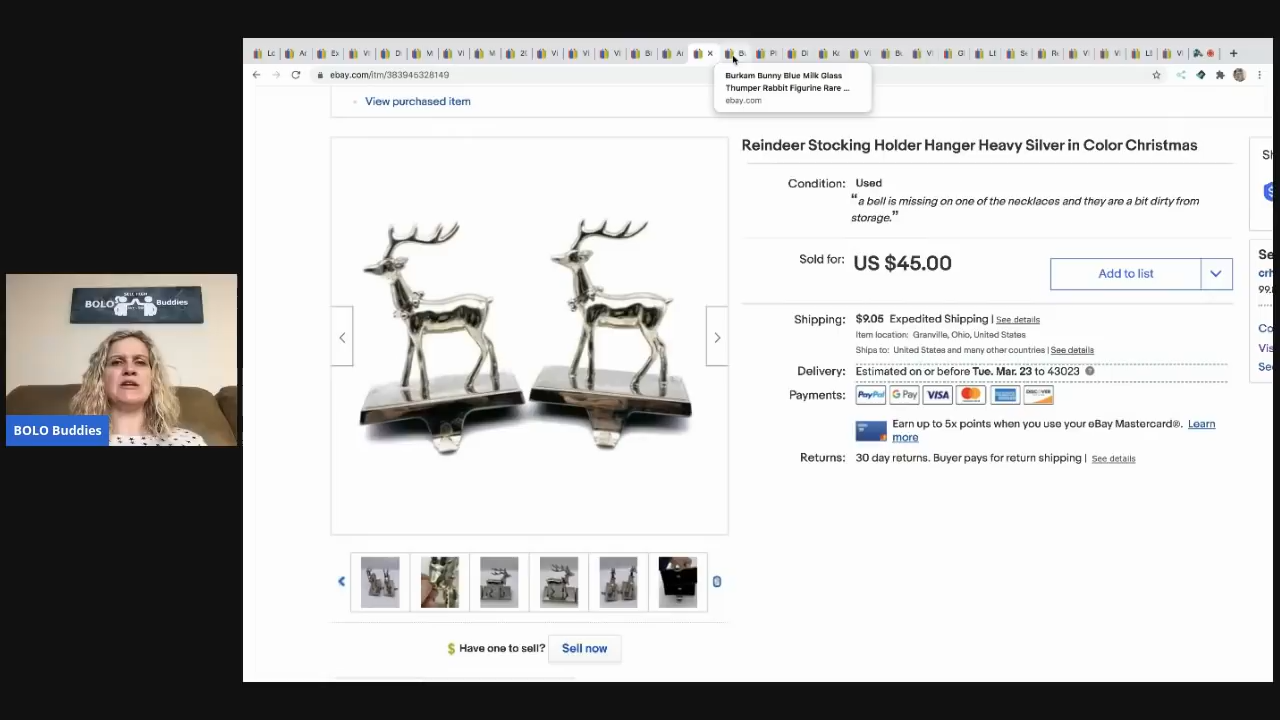 ebay.com/itm/383945328149
Burkam Bunny Blue Milk Glass
Thumper Rabbit Figurine Rare ...
ebay.com
View purchased item
Reindeer Stocking Holder Hanger Heavy Silver in Color Christmas
Condition: Used
“a bell is missing on one of the necklaces and they are a bit dirty from
storage.”
Sold for: US $45.00
Add to list
Shipping: $9.05 Expedited Shipping | See details
Item location: Granville, Ohio, United States
Ships to: United States and many other countries | See details
Delivery: Estimated on or before Tue. Mar. 23 to 43023
Payments: PayPal G Pay VISA
DISCOVER
Earn up to 5x points when you use your eBay Mastercard®. Learn
more
Returns: 30 day returns. Buyer pays for return shipping | See details
$ Have one to sell? Sell now
BOLO Buddies
BOLO Buddies